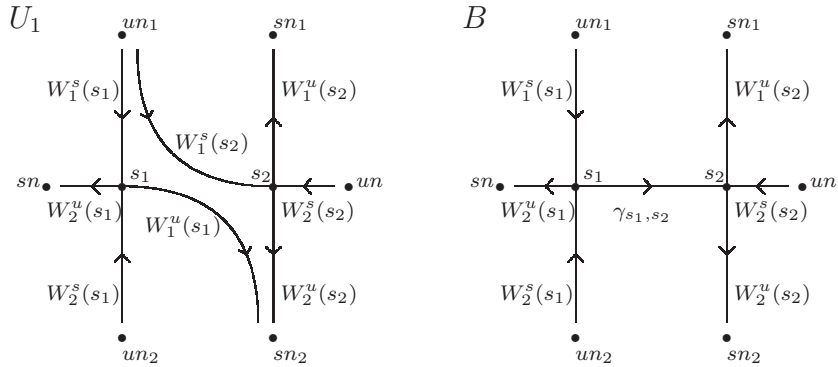 U₁ un₁ sn₁ B un₁ sn₁
W₁ˢ(s₁) W₁ᵘ(s₂) W₁ˢ(s₁) W₁ᵘ(s₂)
W₁ˢ(s₂)
sn s₁ s₂ un sn s₁ s₂ un
W₂ᵘ(s₁) W₁ᵘ(s₁) W₂ˢ(s₂) W₂ᵘ(s₁) γₛ₁,ₛ₂ W₂ˢ(s₂)
W₂ˢ(s₁) W₂ᵘ(s₂) W₂ˢ(s₁) W₂ᵘ(s₂)
un₂ sn₂ un₂ sn₂